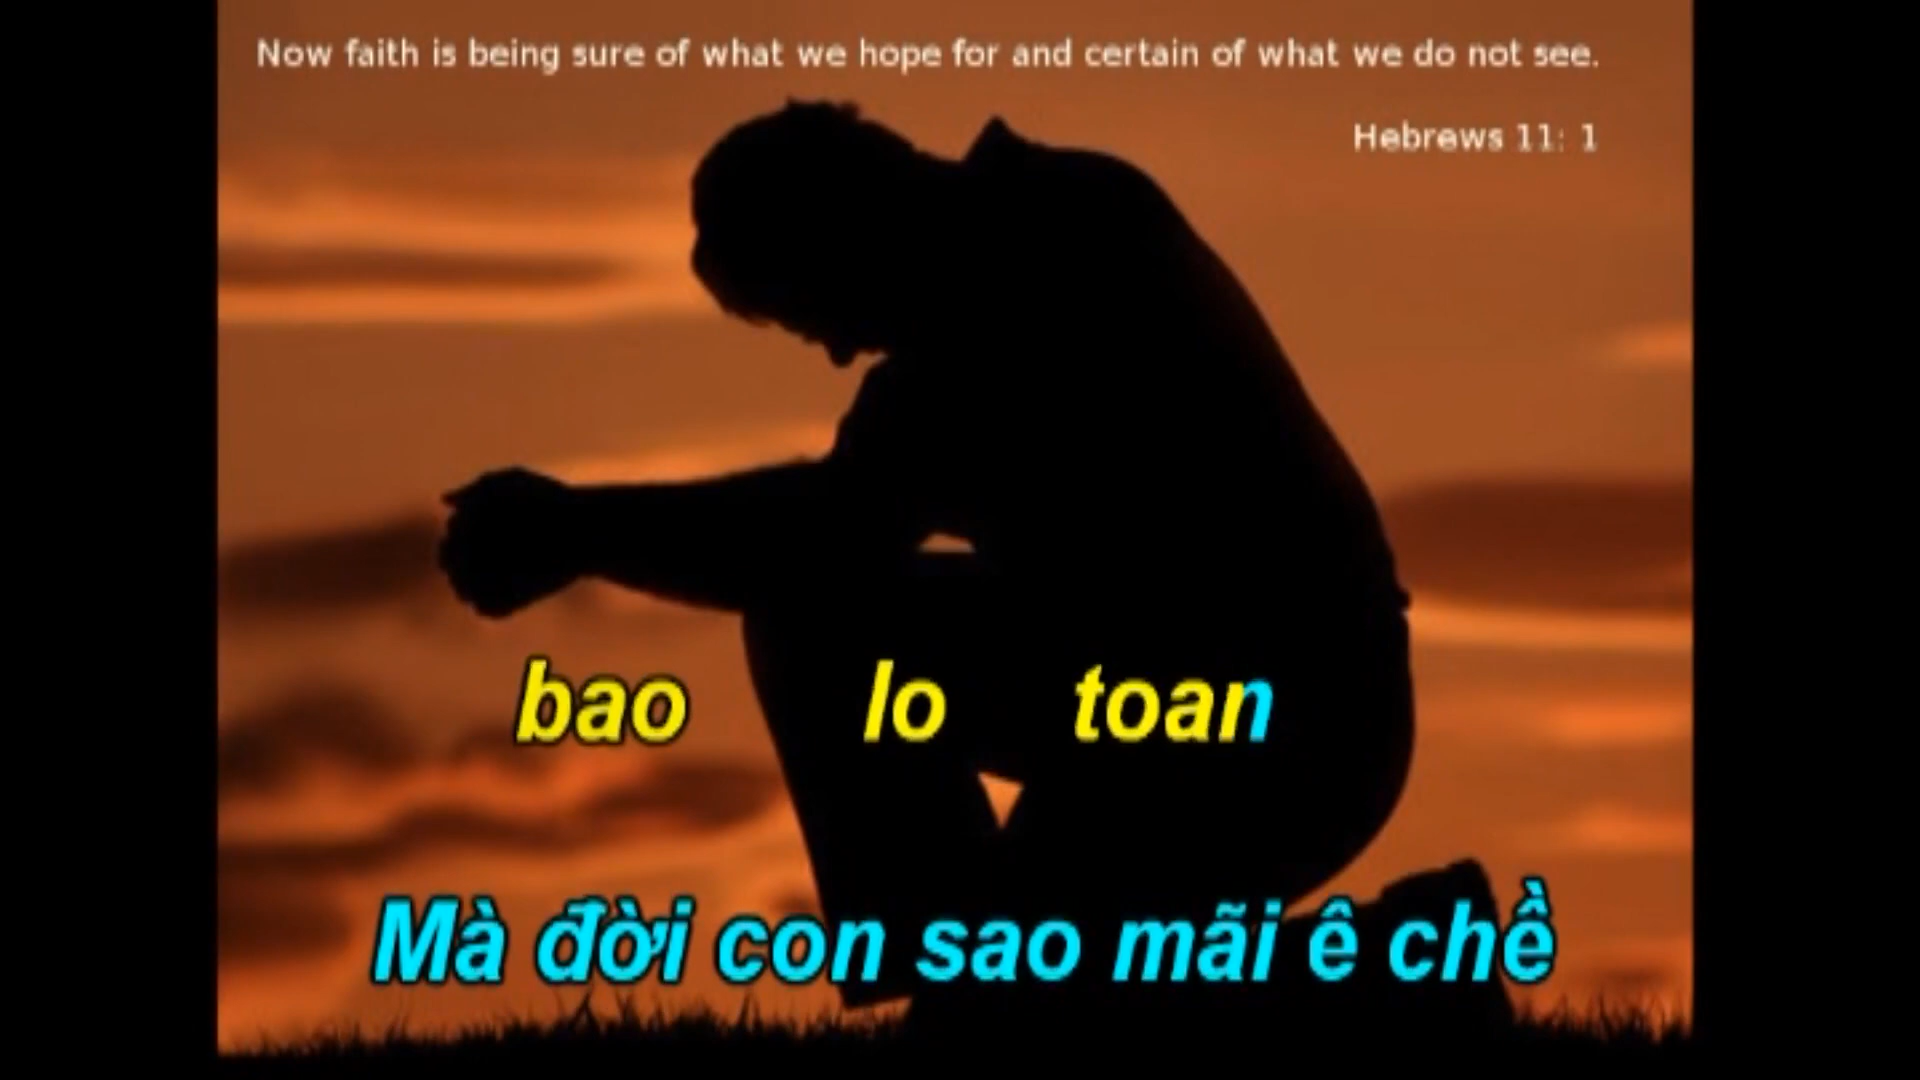 Now faith is being sure of what we hope for and certain of what we do not see.
Hebrews 11: 1
bao lo toan
Mà đời con sao mãi ê chề